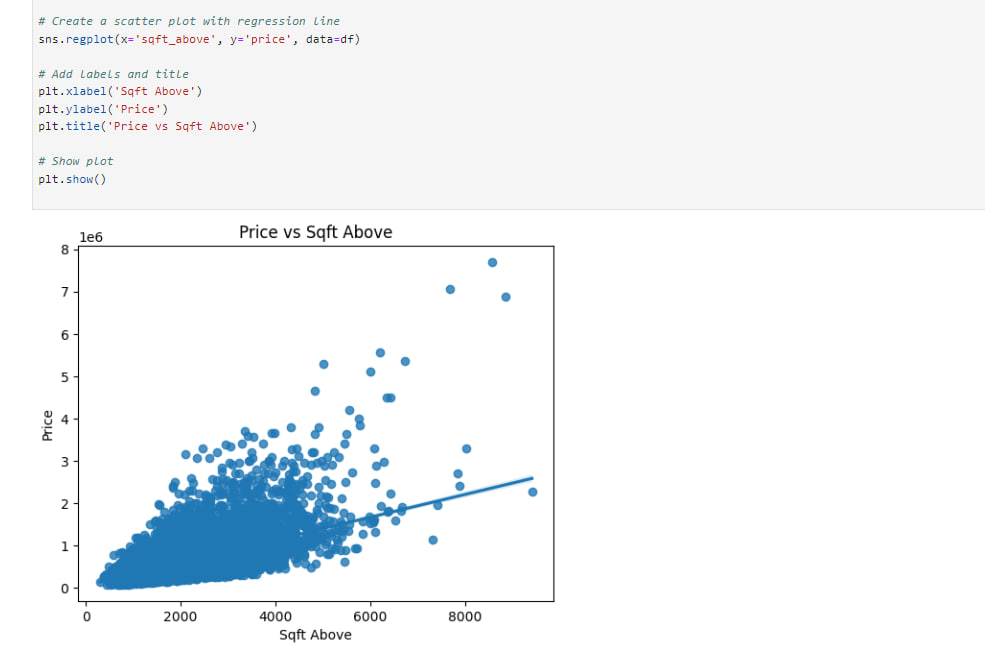 # Create a scatter plot with regression line
sns.regplot(x='sqft_above', y='price', data=df)
# Add labels and title
plt.xlabel('Sqft Above')
plt.ylabel('Price')
plt.title('Price vs Sqft Above')
# Show plot
plt.show()
Price vs Sqft Above
1e6
8
7
6
5
4
3
2
1
0
Price
0 2000 4000 6000 8000
Sqft Above